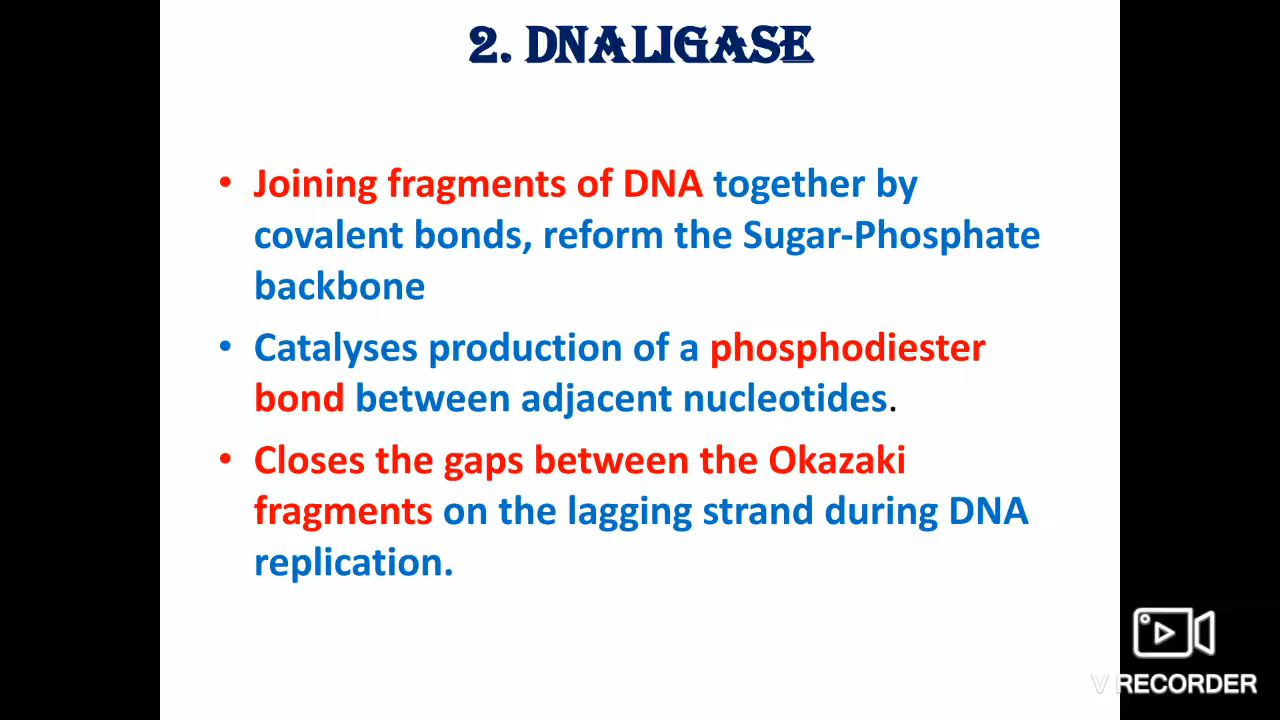 2. DNALIGASE
• Joining fragments of DNA together by
covalent bonds, reform the Sugar-Phosphate
backbone
• Catalyses production of a phosphodiester
bond between adjacent nucleotides.
• Closes the gaps between the Okazaki
fragments on the lagging strand during DNA
replication.
V RECORDER